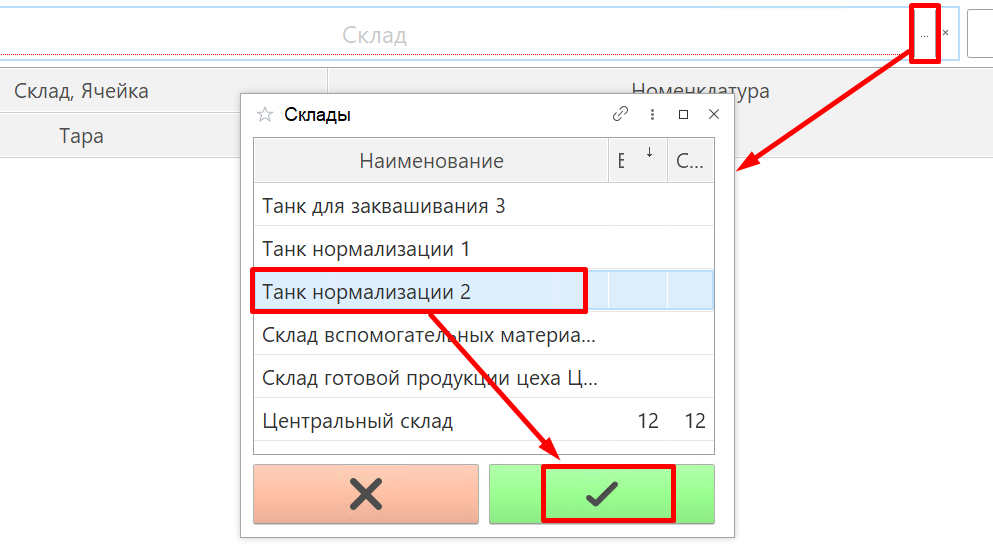 Склад
... ×
Склад, Ячейка
Номенклатура
Тара
Склады
Наименование
Е ↓
С...
Танк для заквашивания 3
Танк нормализации 1
Танк нормализации 2
Склад вспомогательных материа...
Склад готовой продукции цеха Ц...
Центральный склад 12 12